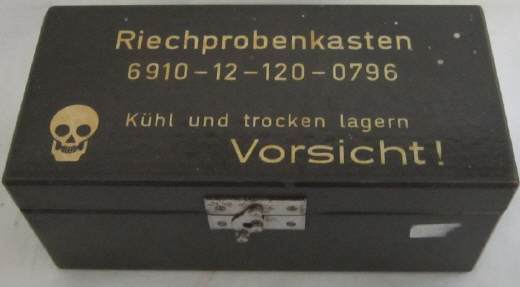 Riechprobenkasten
6910-12-120-0796
Kühl und trocken lagern
Vorsicht!